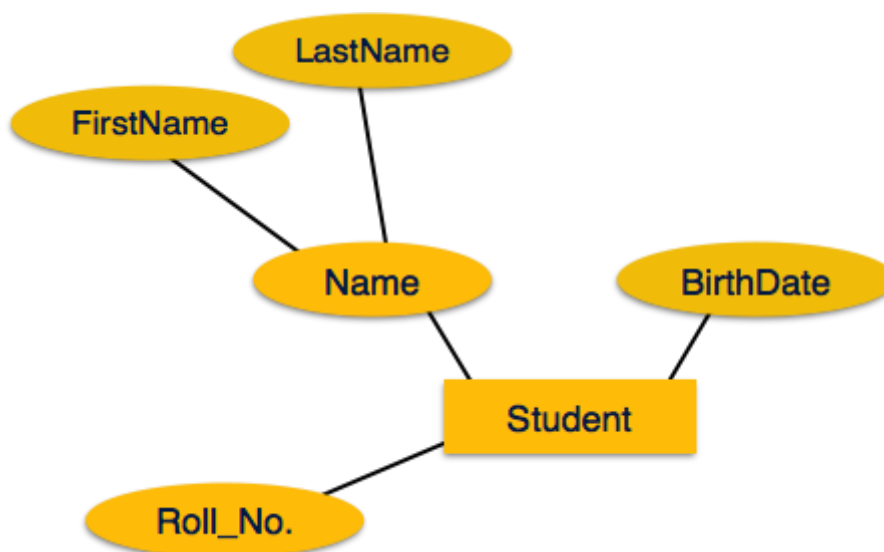 LastName
FirstName
Name
BirthDate
Student
Roll_No.